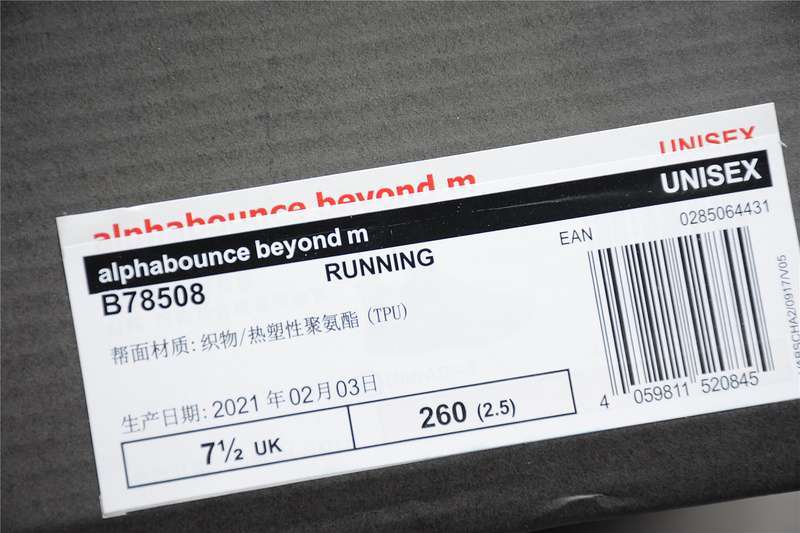 UNISEX
alphabounce beyond m
UNISEX
alphabounce beyond m
B78508
RUNNING
EAN
0285064431
帮面材质: 织物/热塑性聚氨酯 (TPU)
生产日期: 2021 年02月03日
7½ UK
260 (2.5)
4 059811 520845